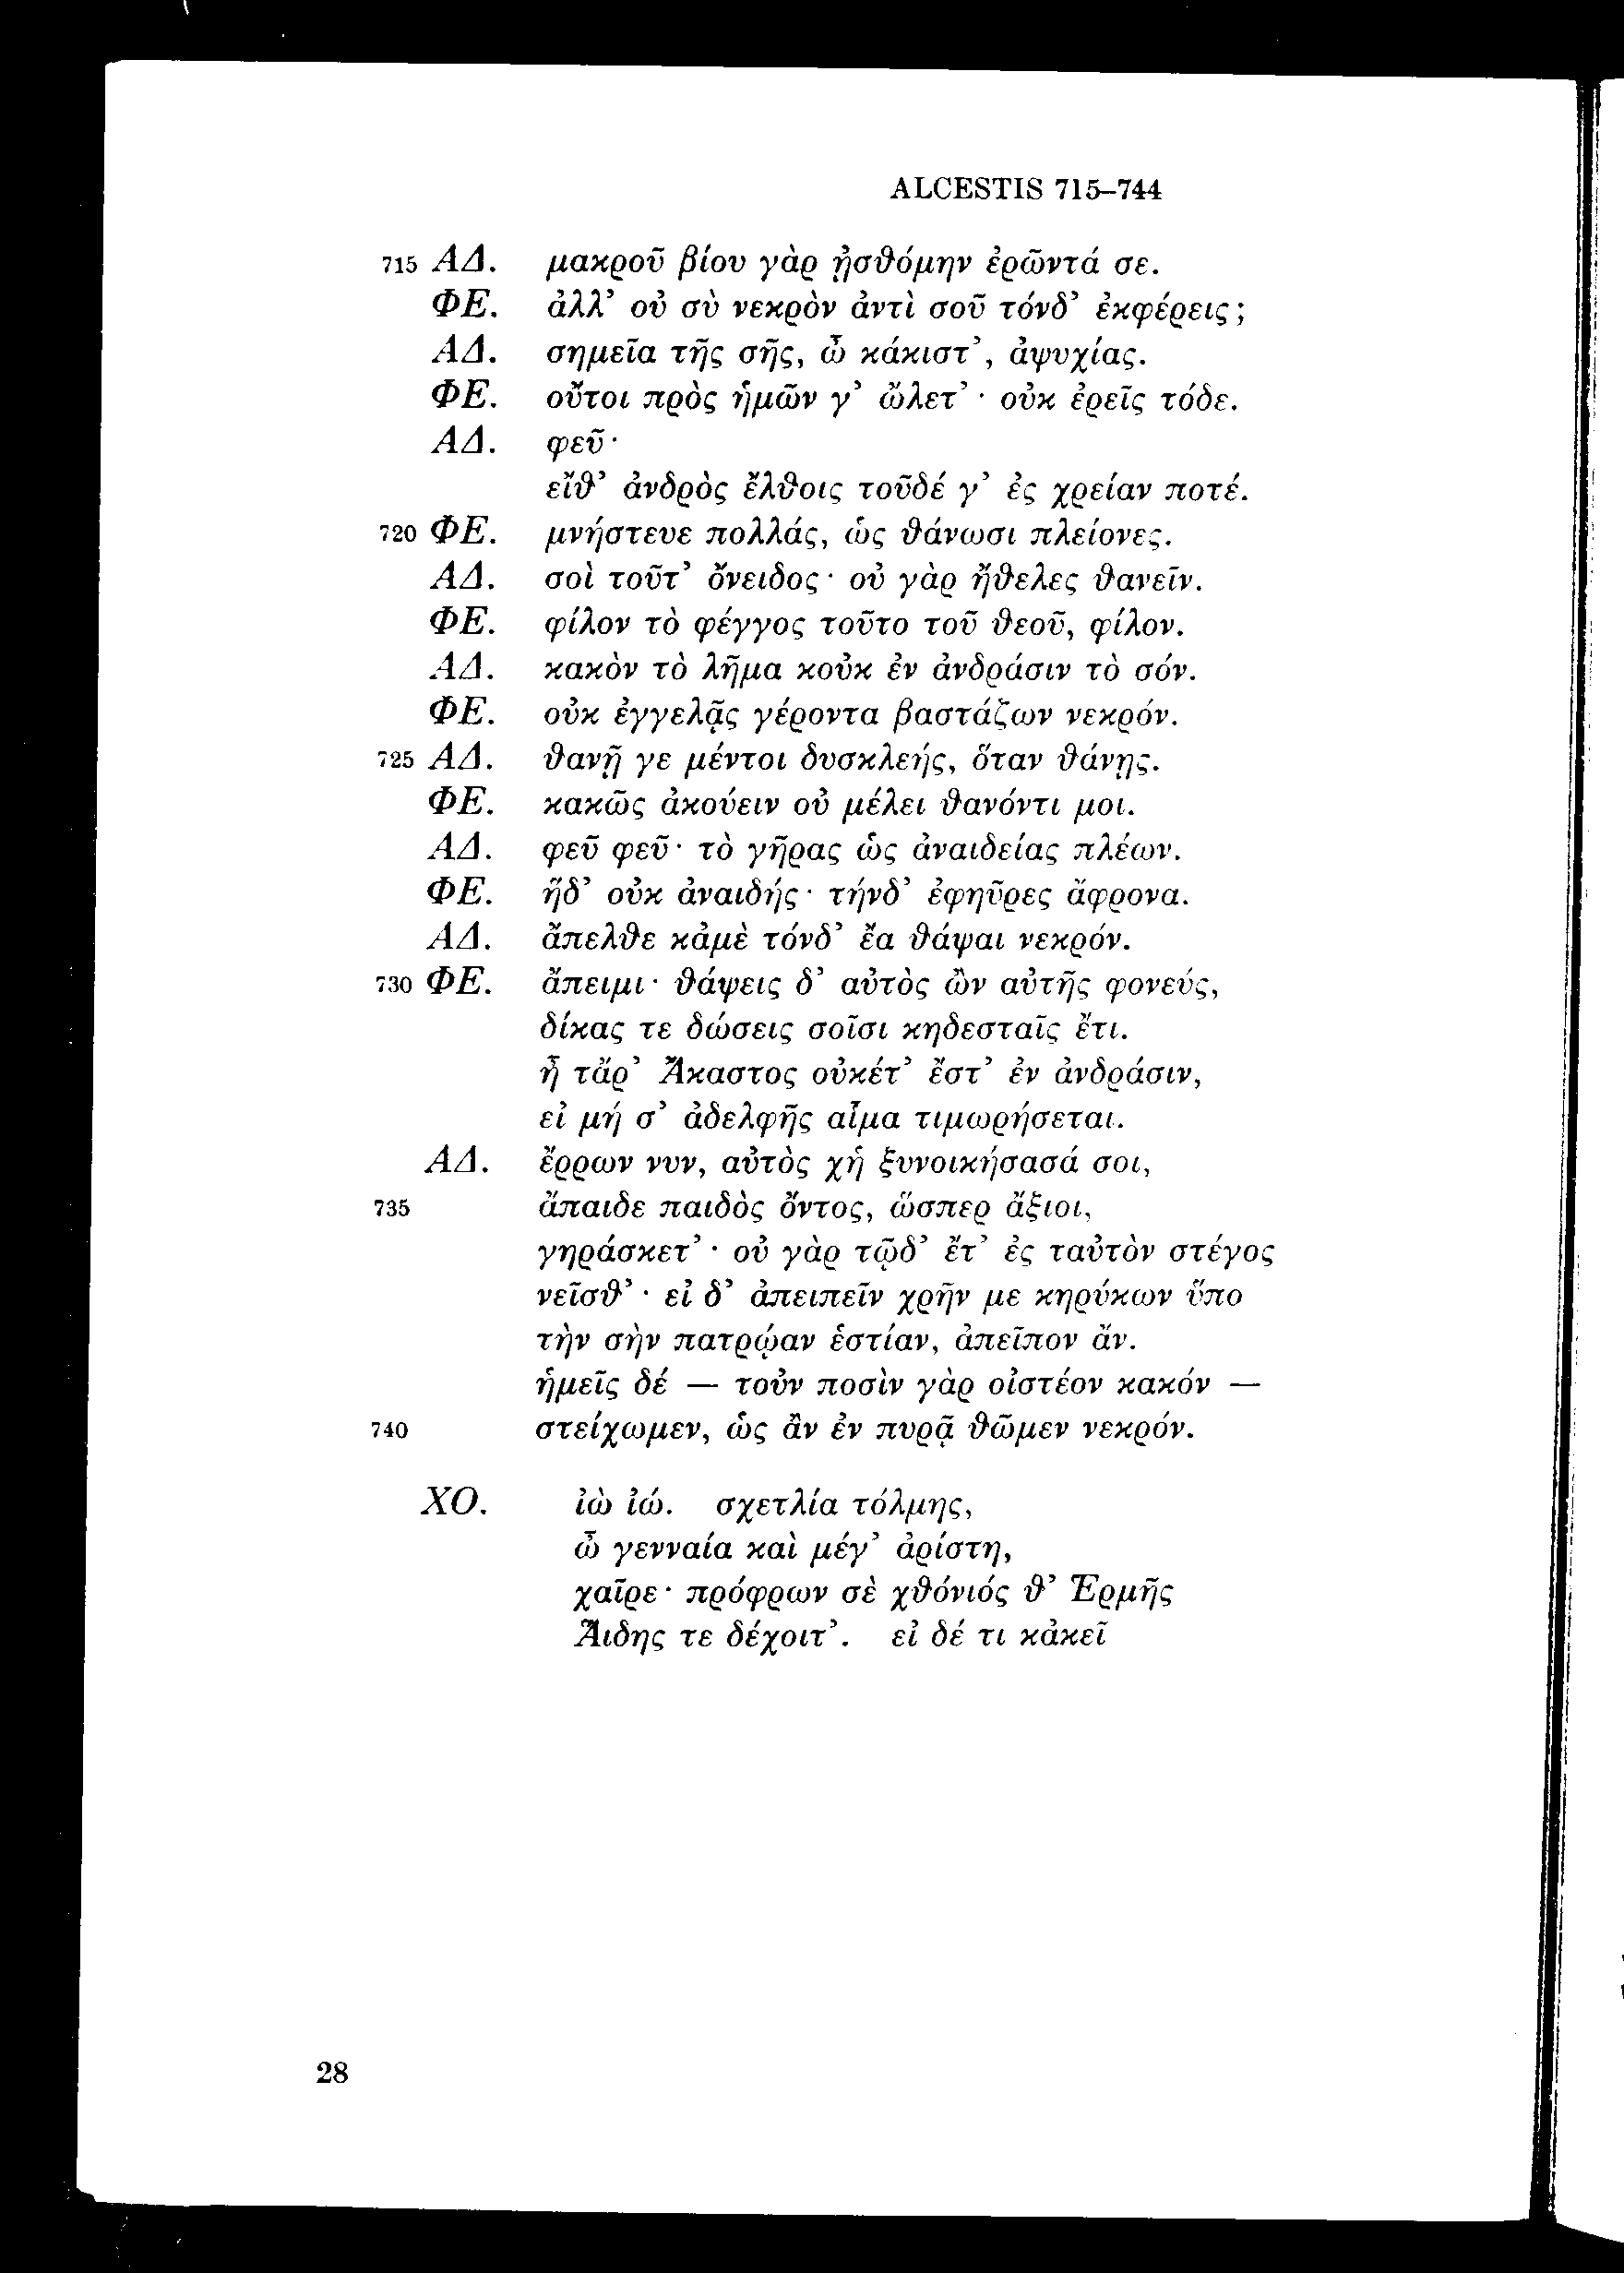 ALCESTIS 715–744
715 ΑΔ. μακροῦ βίου γὰρ ᾐσθόμην ἐρῶντά σε.
ΦΕ. ἀλλ’ οὐ σὺ νεκρὸν ἀντὶ σοῦ τόνδ’ ἐκφέρεις;
ΑΔ. σημεῖα τῆς σῆς, ὦ κάκιστ’, ἀψυχίας.
ΦΕ. οὔτοι πρὸς ἡμῶν γ’ ὤλετ’· οὐκ ἐρεῖς τόδε.
ΑΔ. φεῦ·
εἴθ’ ἀνδρὸς ἔλθοις τοῦδέ γ’ ἐς χρείαν ποτέ.
720 ΦΕ. μνήστευε πολλάς, ὡς θάνωσι πλείονες.
ΑΔ. σοὶ τοῦτ’ ὄνειδος· οὐ γὰρ ἤθελες θανεῖν.
ΦΕ. φίλον τὸ φέγγος τοῦτο τοῦ θεοῦ, φίλον.
ΑΔ. κακὸν τὸ λῆμα κοὐκ ἐν ἀνδράσιν τὸ σόν.
ΦΕ. οὐκ ἐγγελᾷς γέροντα βαστάζων νεκρόν.
725 ΑΔ. θανῇ γε μέντοι δυσκλεής, ὅταν θάνῃς.
ΦΕ. κακῶς ἀκούειν οὐ μέλει θανόντι μοι.
ΑΔ. φεῦ φεῦ· τὸ γῆρας ὡς ἀναιδείας πλέων.
ΦΕ. ἥδ’ οὐκ ἀναιδής· τήνδ’ ἐφηῦρες ἄφρονα.
ΑΔ. ἄπελθε κἀμὲ τόνδ’ ἔα θάψαι νεκρόν.
730 ΦΕ. ἄπειμι· θάψεις δ’ αὐτὸς ὢν αὐτῆς φονεύς,
δίκας τε δώσεις σοῖσι κηδεσταῖς ἔτι.
ἦ τἄρ’ Ἄκαστος οὐκέτ’ ἔστ’ ἐν ἀνδράσιν,
εἰ μή σ’ ἀδελφῆς αἷμα τιμωρήσεται.
ΑΔ. ἔρρων νυν, αὐτὸς χἠ ξυνοικήσασά σοι,
735 ἄπαιδε παιδὸς ὄντος, ὥσπερ ἄξιοι,
γηράσκετ’· οὐ γὰρ τῷδ’ ἔτ’ ἐς ταὐτὸν στέγος
νεῖσθ’· εἰ δ’ ἀπειπεῖν χρῆν με κηρύκων ὕπο
τὴν σὴν πατρῴαν ἑστίαν, ἀπεῖπον ἄν.
ἡμεῖς δέ — τοὐν ποσὶν γὰρ οἰστέον κακόν —
740 στείχωμεν, ὡς ἂν ἐν πυρᾷ θῶμεν νεκρόν.
ΧΟ. ἰὼ ἰώ. σχετλία τόλμης,
ὦ γενναία καὶ μέγ’ ἀρίστη,
χαῖρε· πρόφρων σὲ χθόνιός θ’ Ἑρμῆς
Ἅιδης τε δέχοιτ’. εἰ δέ τι κἀκεῖ
28